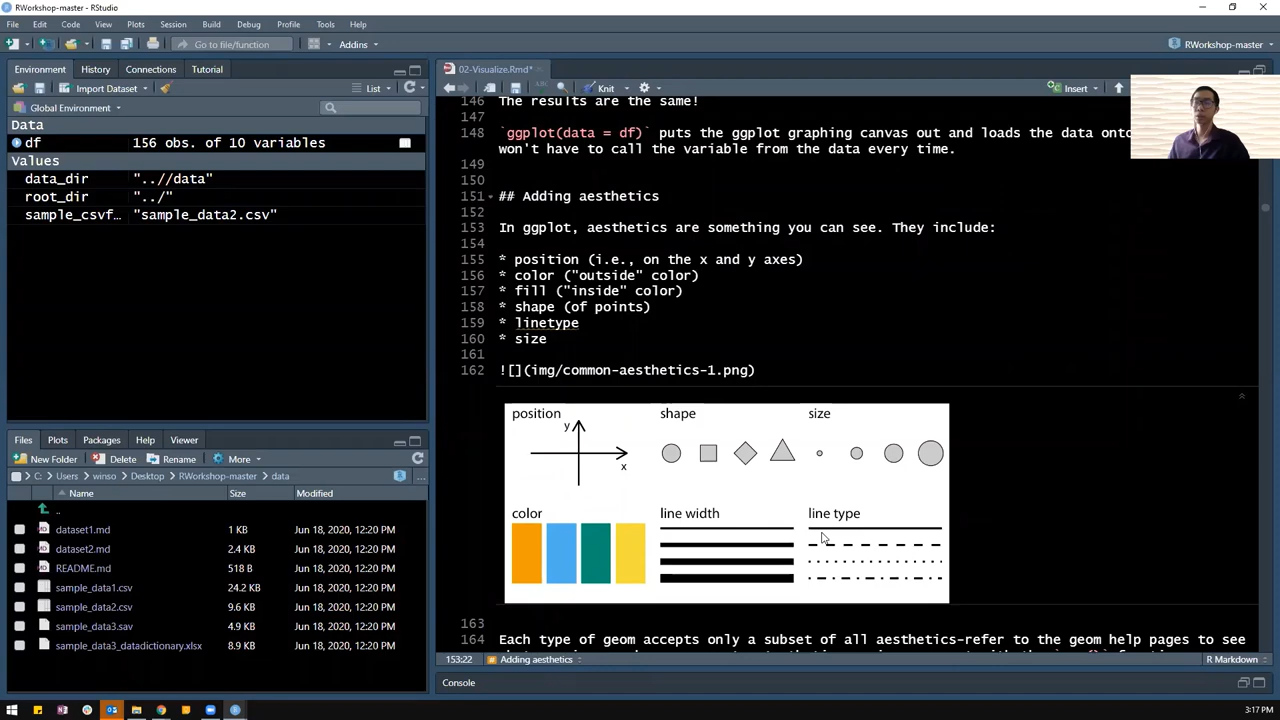 RWorkshop-master - RStudio
File Edit Code View Plots Session Build Debug Profile Tools Help
Go to file/function Addins RWorkshop-master
Environment History Connections Tutorial
Import Dataset List
Global Environment
Data
df 156 obs. of 10 variables
Values
data_dir "..//data"
root_dir "../"
sample_csvf… "sample_data2.csv"
Files Plots Packages Help Viewer
New Folder Delete Rename More
C: Users winso Desktop RWorkshop-master data
Name Size Modified
..
dataset1.md 1 KB Jun 18, 2020, 12:20 PM
dataset2.md 2.4 KB Jun 18, 2020, 12:20 PM
README.md 518 B Jun 18, 2020, 12:20 PM
sample_data1.csv 24.2 KB Jun 18, 2020, 12:20 PM
sample_data2.csv 9.6 KB Jun 18, 2020, 12:20 PM
sample_data3.sav 4.9 KB Jun 18, 2020, 12:20 PM
sample_data3_datadictionary.xlsx 8.9 KB Jun 18, 2020, 12:20 PM
02-Visualize.Rmd*
Knit Insert
146 The results are the same!
147
148 `ggplot(data = df)` puts the ggplot graphing canvas out and loads the data onto
won't have to call the variable from the data every time.
149
150
151 ## Adding aesthetics
152
153 In ggplot, aesthetics are something you can see. They include:
154
155 * position (i.e., on the x and y axes)
156 * color ("outside" color)
157 * fill ("inside" color)
158 * shape (of points)
159 * linetype
160 * size
161
162 ![](img/common-aesthetics-1.png)
position shape size
y
x
color line width line type
163
164 Each type of geom accepts only a subset of all aesthetics-refer to the geom help pages to see
153:22 Adding aesthetics R Markdown
Console
3:17 PM